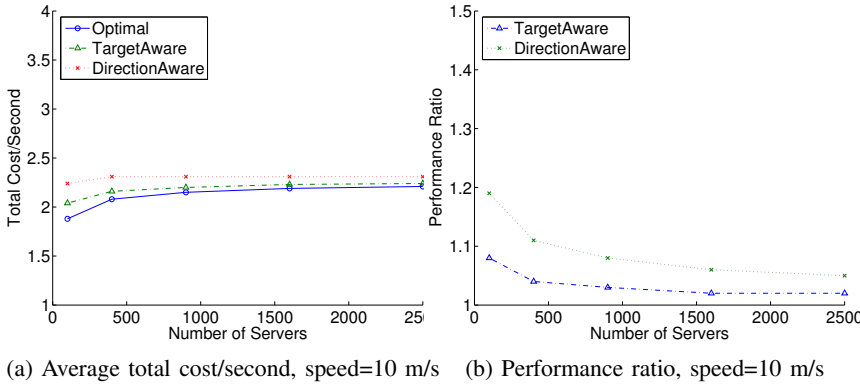 4
3.5
3
2.5
2
1.5
1
Total Cost/Second
Optimal
TargetAware
DirectionAware
0 500 1000 1500 2000 250
Number of Servers
(a) Average total cost/second, speed=10 m/s
1.5
1.4
1.3
1.2
1.1
1
Performance Ratio
TargetAware
DirectionAware
0 500 1000 1500 2000 2500
Number of Servers
(b) Performance ratio, speed=10 m/s